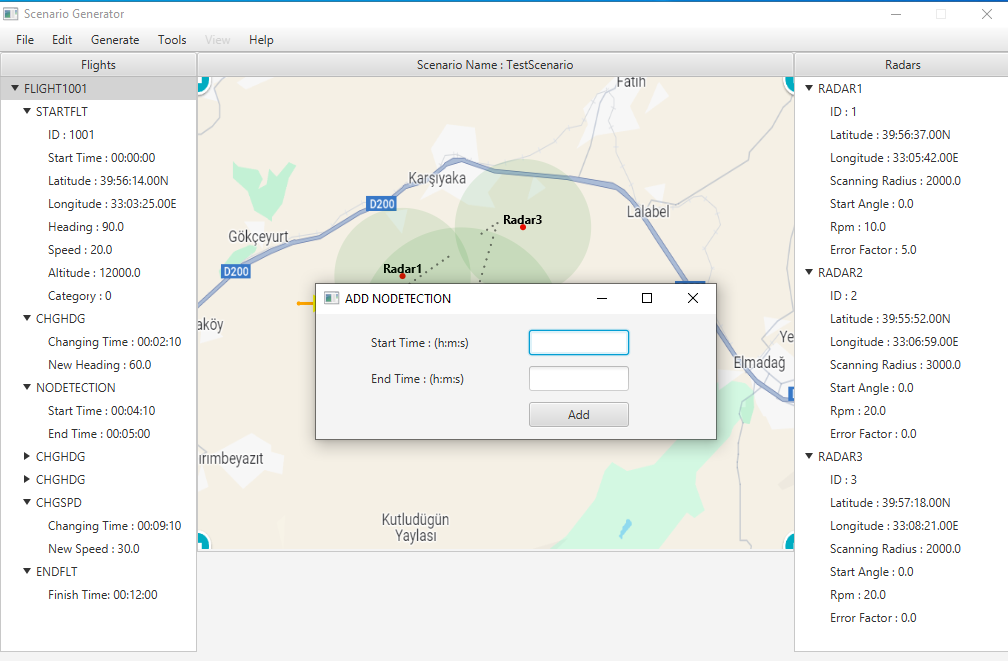 Scenario Generator
File Edit Generate Tools View Help
Flights
FLIGHT1001
STARTFLT
ID : 1001
Start Time : 00:00:00
Latitude : 39:56:14.00N
Longitude : 33:03:25.00E
Heading : 90.0
Speed : 20.0
Altitude : 12000.0
Category : 0
CHGHDG
Changing Time : 00:02:10
New Heading : 60.0
NODETECTION
Start Time : 00:04:10
End Time : 00:05:00
CHGHDG
CHGHDG
CHGSPD
Changing Time : 00:09:10
New Speed : 30.0
ENDFLT
Finish Time: 00:12:00
Scenario Name : TestScenario
Fatih
Karşıyaka
D200
Radar3
Lalabel
Gökçeyurt
D200
Radar1
aköy
Elmadağ
ırımbeyazıt
Kutludüğün
Yaylası
ADD NODETECTION
Start Time : (h:m:s)
End Time : (h:m:s)
Add
Radars
RADAR1
ID : 1
Latitude : 39:56:37.00N
Longitude : 33:05:42.00E
Scanning Radius : 2000.0
Start Angle : 0.0
Rpm : 10.0
Error Factor : 5.0
RADAR2
ID : 2
Latitude : 39:55:52.00N
Longitude : 33:06:59.00E
Scanning Radius : 3000.0
Start Angle : 0.0
Rpm : 20.0
Error Factor : 0.0
RADAR3
ID : 3
Latitude : 39:57:18.00N
Longitude : 33:08:21.00E
Scanning Radius : 2000.0
Start Angle : 0.0
Rpm : 20.0
Error Factor : 0.0